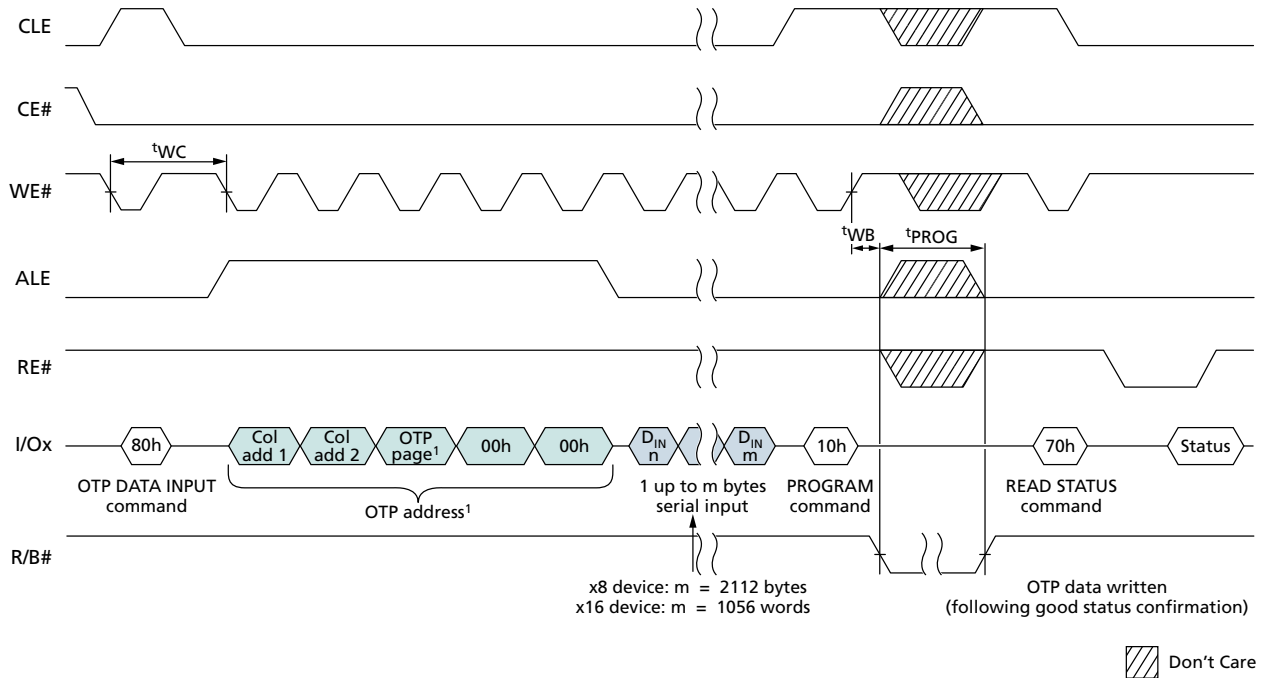 CLE
CE#
tWC
WE#
tWB
tPROG
ALE
RE#
I/Ox
80h
Col
add 1
Col
add 2
OTP
page1
00h
00h
DIN
n
DIN
m
10h
70h
Status
OTP DATA INPUT
command
OTP address1
1 up to m bytes
serial input
PROGRAM
command
READ STATUS
command
R/B#
x8 device: m = 2112 bytes
x16 device: m = 1056 words
OTP data written
(following good status confirmation)
Don't Care